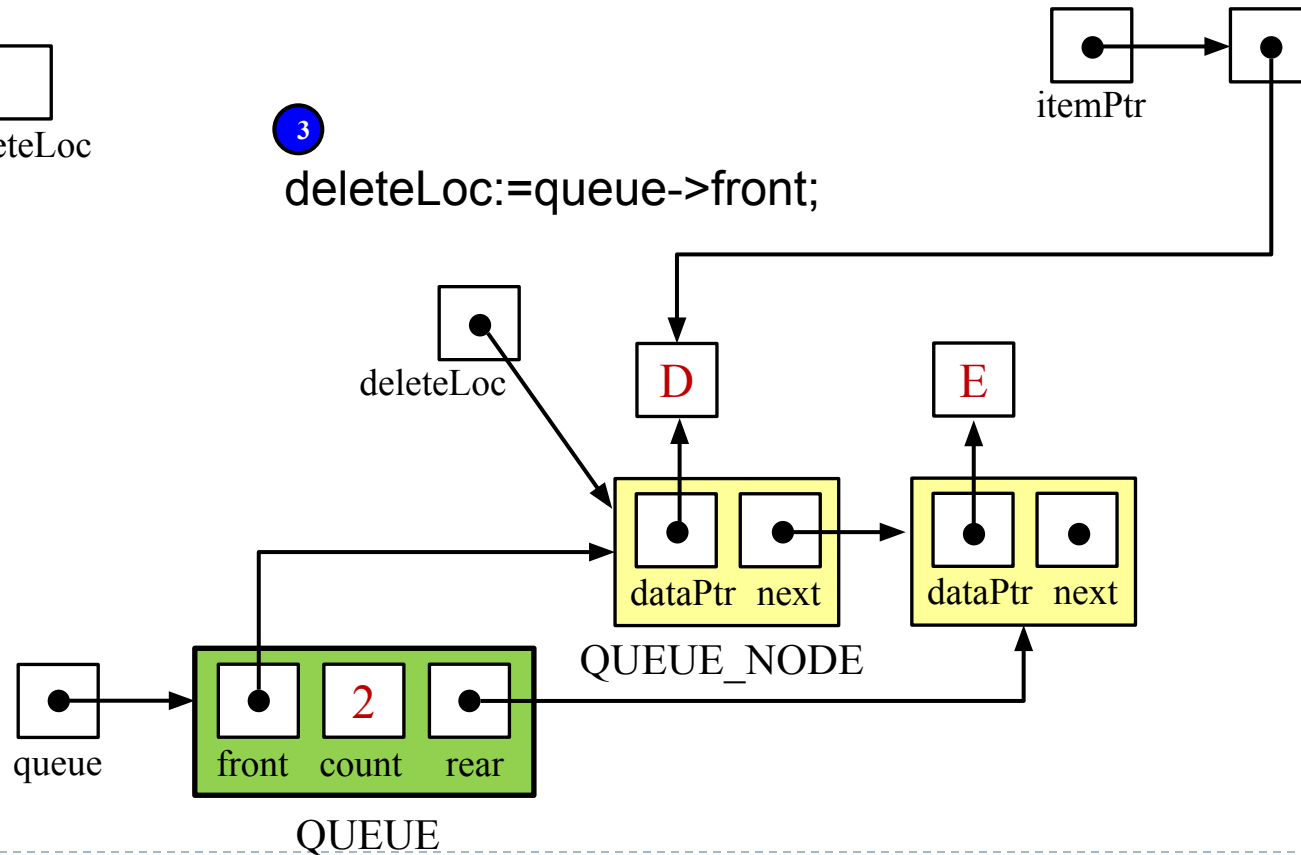 itemPtr
eteLoc
3
deleteLoc:=queue->front;
deleteLoc
D
E
dataPtr next
dataPtr next
QUEUE_NODE
2
queue
front count rear
QUEUE